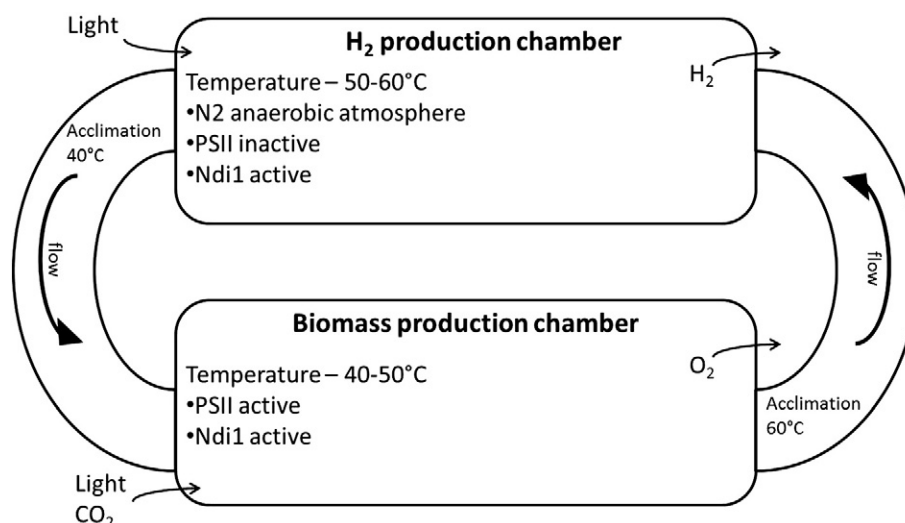 Light
H₂ production chamber
Temperature – 50-60°C
•N2 anaerobic atmosphere
•PSII inactive
•Ndi1 active
H₂
Acclimation
40°C
flow
flow
Biomass production chamber
Temperature – 40-50°C
•PSII active
•Ndi1 active
O₂
Acclimation
60°C
Light
CO₂